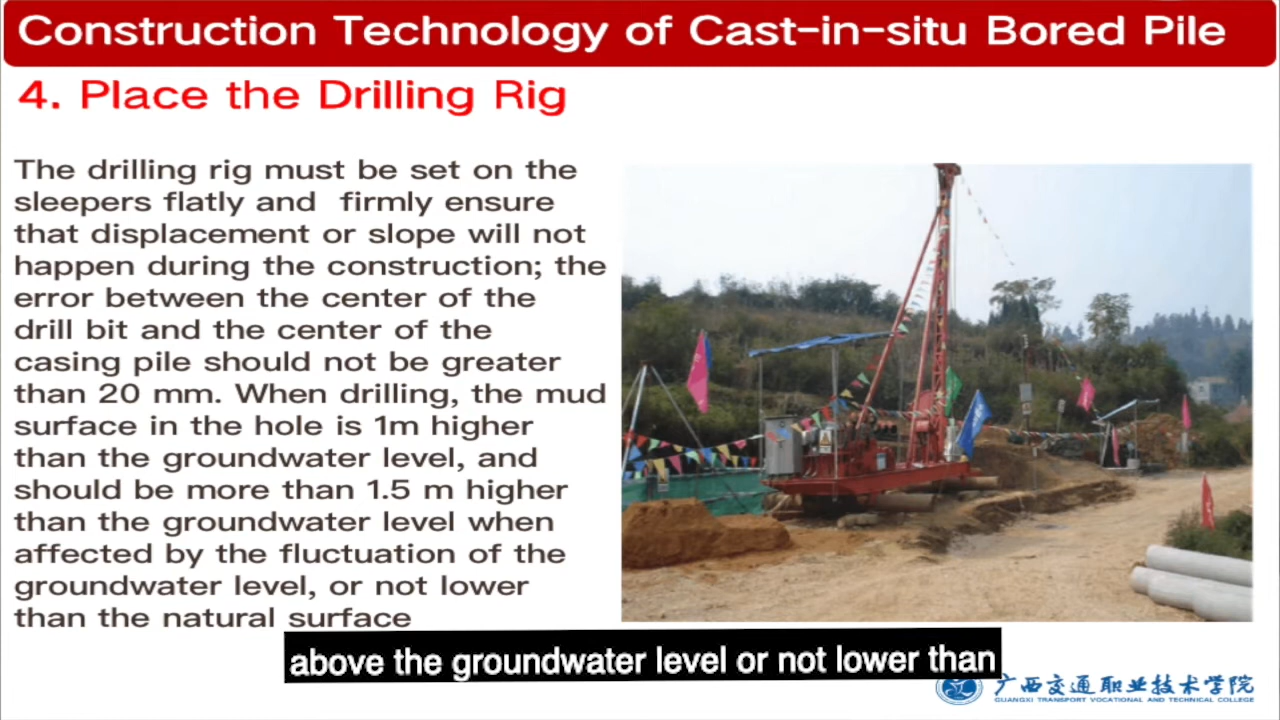 Construction Technology of Cast-in-situ Bored Pile
4. Place the Drilling Rig
The drilling rig must be set on the
sleepers flatly and firmly ensure
that displacement or slope will not
happen during the construction; the
error between the center of the
drill bit and the center of the
casing pile should not be greater
than 20 mm. When drilling, the mud
surface in the hole is 1m higher
than the groundwater level, and
should be more than 1.5 m higher
than the groundwater level when
affected by the fluctuation of the
groundwater level, or not lower
than the natural surface
above the groundwater level or not lower than
广西交通职业技术学院
GUANGXI TRANSPORT VOCATIONAL AND TECHNICAL COLLEGE